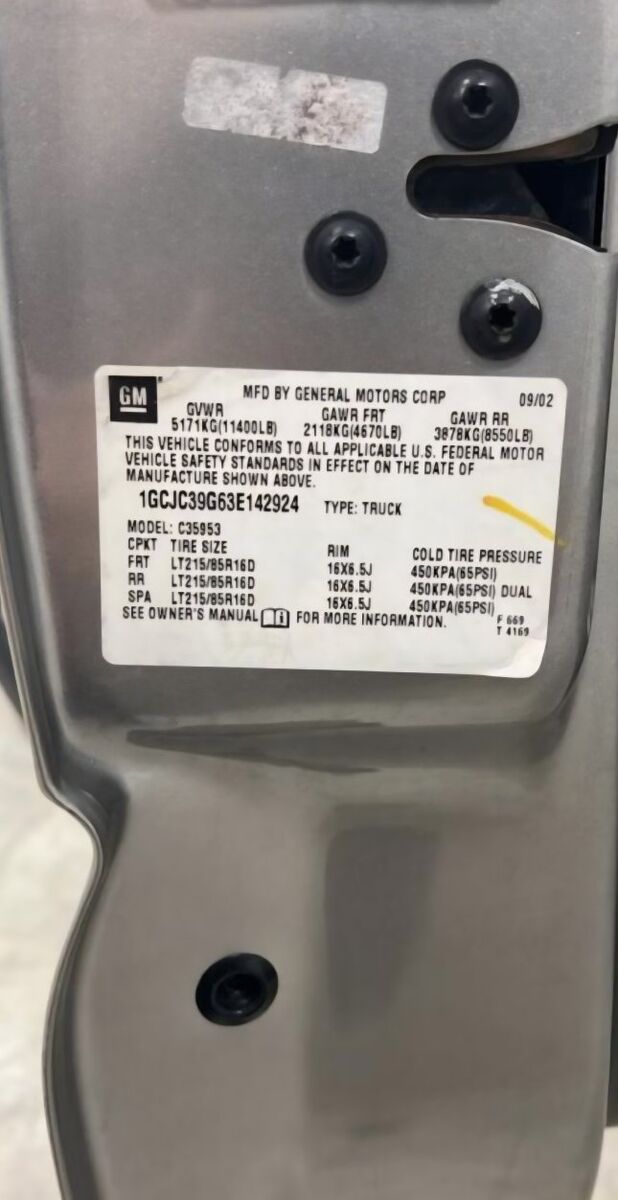 GM MFD BY GENERAL MOTORS CORP 09/02
GVWR GAWR FRT GAWR RR
5171KG(11400LB) 2118KG(4670LB) 3878KG(8550LB)
THIS VEHICLE CONFORMS TO ALL APPLICABLE U.S. FEDERAL MOTOR
VEHICLE SAFETY STANDARDS IN EFFECT ON THE DATE OF
MANUFACTURE SHOWN ABOVE.
1GCJC39G63E142924 TYPE: TRUCK
MODEL: C35953
CPKT TIRE SIZE RIM COLD TIRE PRESSURE
FRT LT215/85R16D 16X6.5J 450KPA(65PSI)
RR LT215/85R16D 16X6.5J 450KPA(65PSI) DUAL
SPA LT215/85R16D 16X6.5J 450KPA(65PSI)
SEE OWNER'S MANUAL FOR MORE INFORMATION.
F 669
T 4169